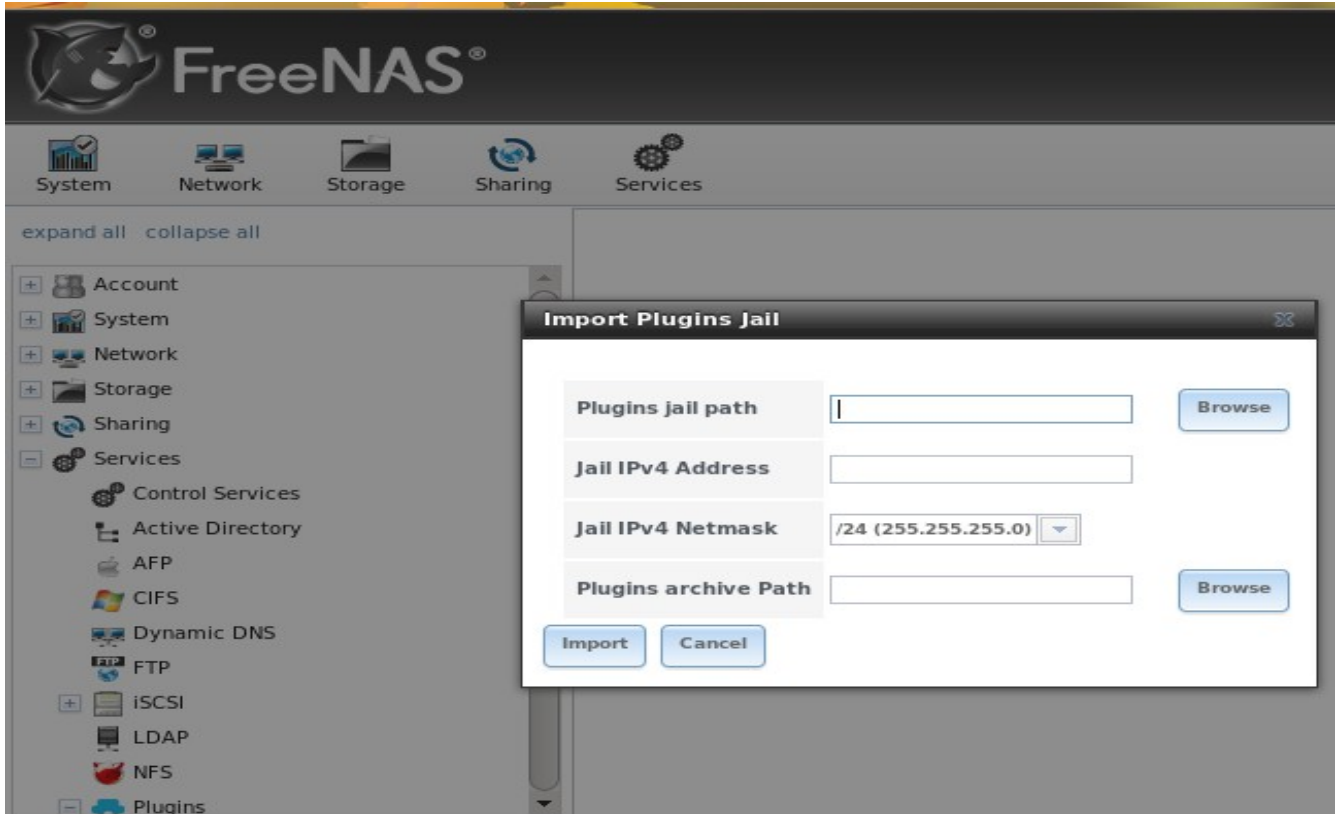 FreeNAS®
System Network Storage Sharing Services
expand all collapse all
Account
System
Network
Storage
Sharing
Services
Control Services
Active Directory
AFP
CIFS
Dynamic DNS
FTP
iSCSI
LDAP
NFS
Plugins
Import Plugins Jail
Plugins jail path
Browse
Jail IPv4 Address
Jail IPv4 Netmask
/24 (255.255.255.0)
Plugins archive Path
Browse
Import Cancel